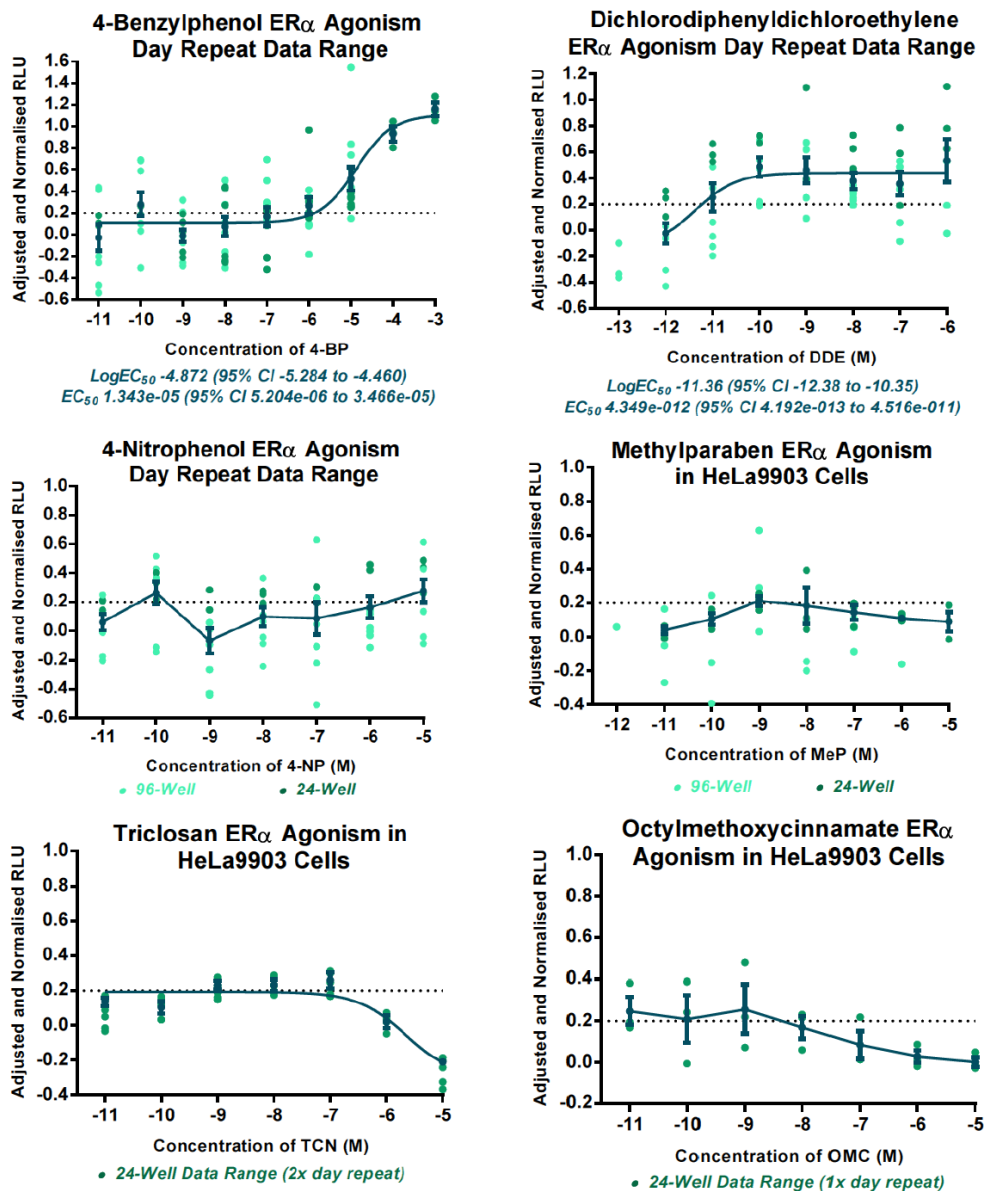 4-Benzylphenol ERα Agonism
Day Repeat Data Range
Adjusted and Normalised RLU
1.6
1.4
1.2
1.0
0.8
0.6
0.4
0.2
0.0
-0.2
-0.4
-0.6
-11 -10 -9 -8 -7 -6 -5 -4 -3
Concentration of 4-BP
LogEC50 -4.872 (95% CI -5.284 to -4.460)
EC50 1.343e-05 (95% CI 5.204e-06 to 3.466e-05)
Dichlorodiphenyldichloroethylene
ERα Agonism Day Repeat Data Range
Adjusted and Normalised RLU
1.2
1.0
0.8
0.6
0.4
0.2
0.0
-0.2
-0.4
-0.6
-13 -12 -11 -10 -9 -8 -7 -6
Concentration of DDE (M)
LogEC50 -11.36 (95% CI -12.38 to -10.35)
EC50 4.349e-012 (95% CI 4.192e-013 to 4.516e-011)
4-Nitrophenol ERα Agonism
Day Repeat Data Range
Adjusted and Normalised RLU
1.0
0.8
0.6
0.4
0.2
0.0
-0.2
-0.4
-0.6
-11 -10 -9 -8 -7 -6 -5
Concentration of 4-NP (M)
96-Well 24-Well
Methylparaben ERα Agonism
in HeLa9903 Cells
Adjusted and Normalised RLU
1.0
0.8
0.6
0.4
0.2
0.0
-0.2
-0.4
-12 -11 -10 -9 -8 -7 -6 -5
Concentration of MeP (M)
96-Well 24-Well
Triclosan ERα Agonism in
HeLa9903 Cells
Adjusted and Normalised RLU
1.0
0.8
0.6
0.4
0.2
0.0
-0.2
-0.4
-11 -10 -9 -8 -7 -6 -5
Concentration of TCN (M)
24-Well Data Range (2x day repeat)
Octylmethoxycinnamate ERα
Agonism in HeLa9903 Cells
Adjusted and Normalised RLU
1.0
0.8
0.6
0.4
0.2
0.0
-0.2
-11 -10 -9 -8 -7 -6 -5
Concentration of OMC (M)
24-Well Data Range (1x day repeat)